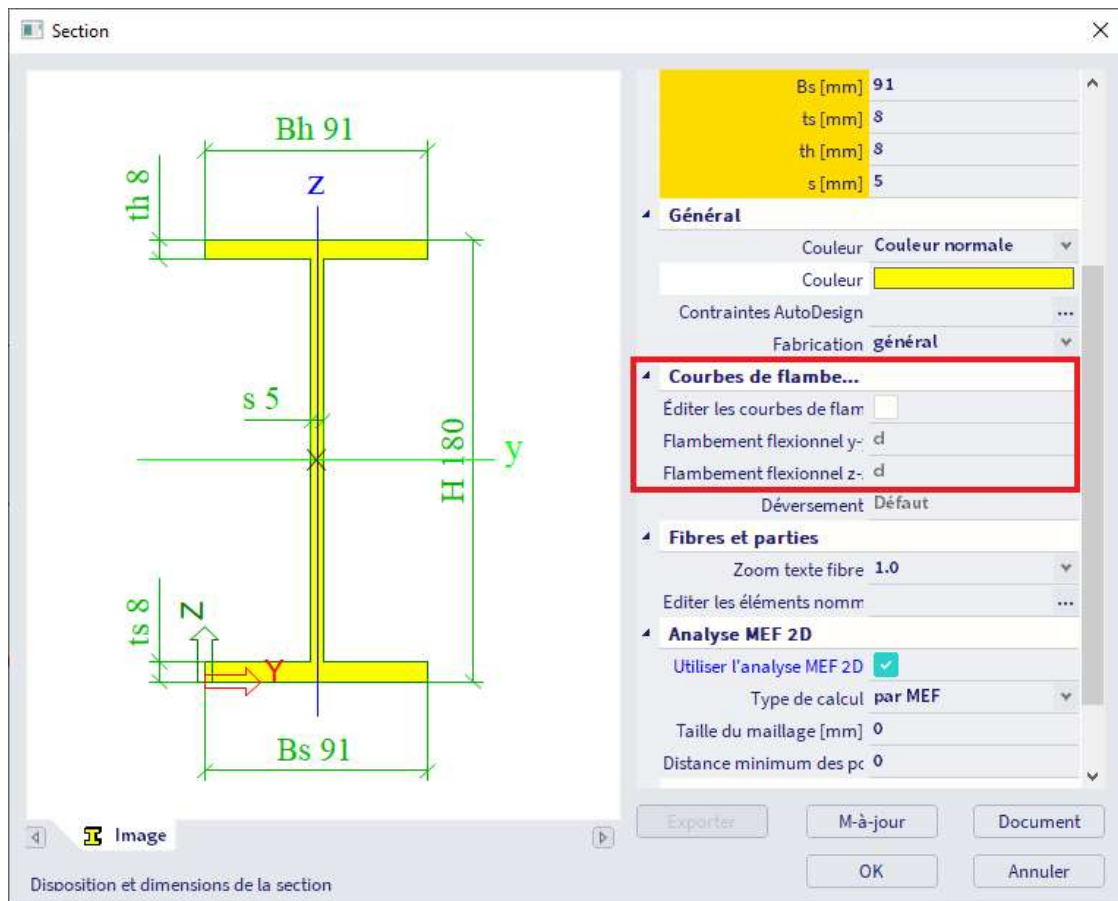 Section
Bh 91
th 8
z
s 5
y
H 180
ts 8
Z
Y
Bs 91
Image
Disposition et dimensions de la section
Bs [mm] 91
ts [mm] 8
th [mm] 8
s [mm] 5
Général
Couleur Couleur normale
Couleur
Contraintes AutoDesign ...
Fabrication général
Courbes de flambe...
Éditer les courbes de flam
Flambement flexionnel y- d
Flambement flexionnel z- d
Déversement Défaut
Fibres et parties
Zoom texte fibre 1.0
Editer les éléments nomm ...
Analyse MEF 2D
Utiliser l'analyse MEF 2D
Type de calcul par MEF
Taille du maillage [mm] 0
Distance minimum des pc 0
Exporter M-à-jour Document
OK Annuler